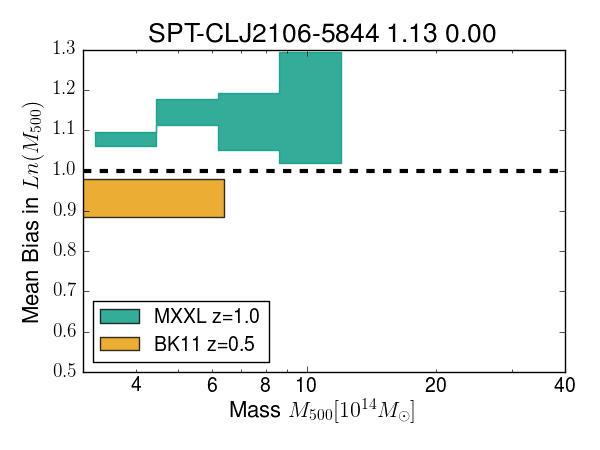 SPT-CLJ2106-5844 1.13 0.00
1.3
1.2
1.1
1.0
0.9
0.8
0.7
0.6
0.5
Mean Bias in Ln(M₅₀₀)
MXXL z=1.0
BK11 z=0.5
4 6 8 10 20 40
Mass M₅₀₀[10¹⁴M☉]